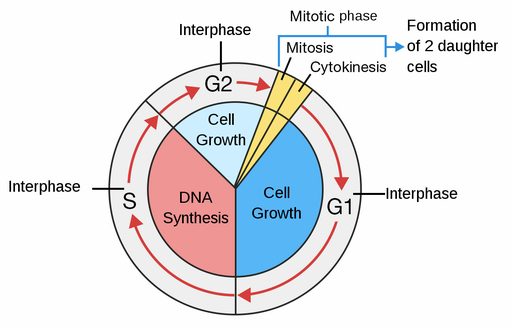 Mitotic phase
Interphase
Formation
of 2 daughter
cells
Mitosis
Cytokinesis
G2
Cell
Growth
Interphase
S
DNA
Synthesis
Cell
Growth
G1
Interphase